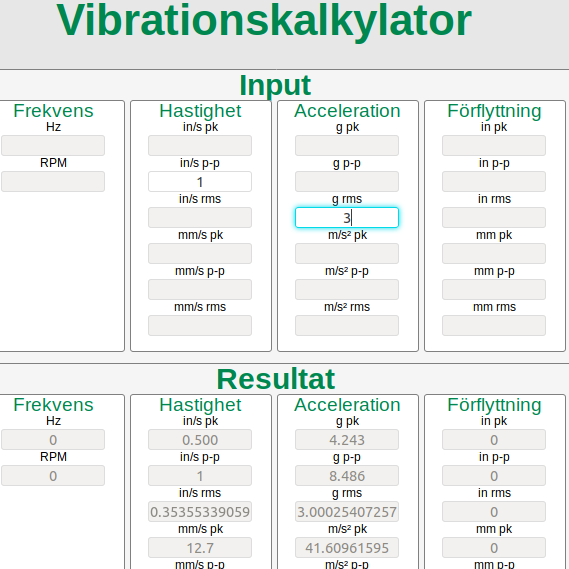 Vibrationskalkylator
Input
Frekvens Hastighet Acceleration Förflyttning
Hz in/s pk g pk in pk
RPM in/s p-p g p-p in p-p
1
in/s rms g rms in rms
3
mm/s pk m/s² pk mm pk
mm/s p-p m/s² p-p mm p-p
mm/s rms m/s² rms mm rms
Resultat
Frekvens Hastighet Acceleration Förflyttning
Hz in/s pk g pk in pk
0 0.500 4.243 0
RPM in/s p-p g p-p in p-p
0 1 8.486 0
in/s rms g rms in rms
0.35355339059 3.00025407257 0
mm/s pk m/s² pk mm pk
12.7 41.60961595 0
mm/s p-p m/s² p-p mm p-p